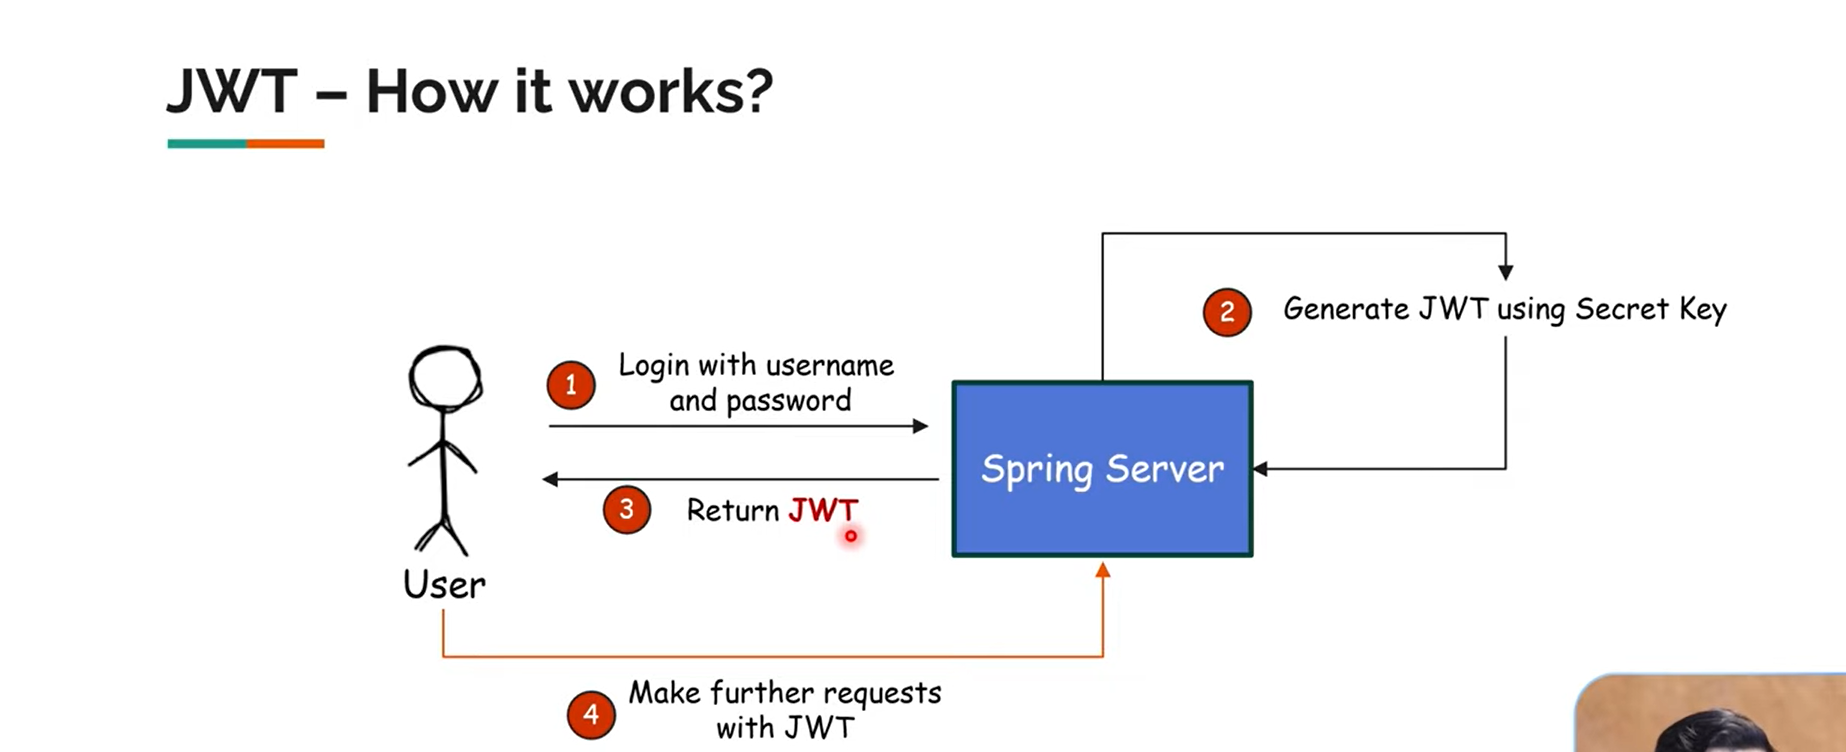 JWT – How it works?
2 Generate JWT using Secret Key
1 Login with username
and password
Spring Server
3 Return JWT
User
4 Make further requests
with JWT